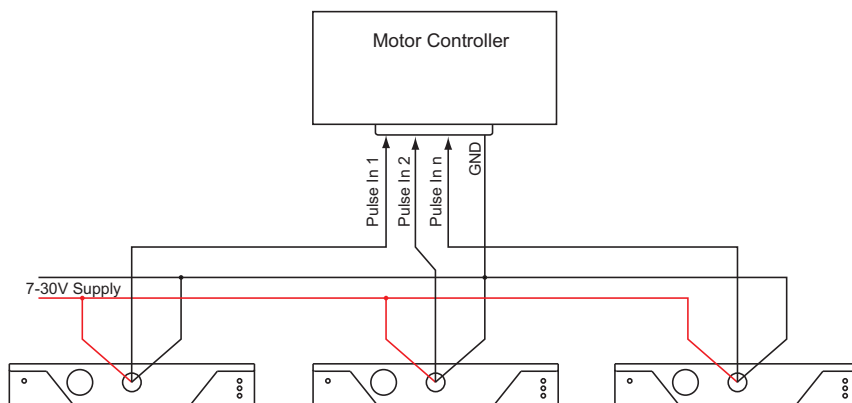 Motor Controller
Pulse In 1
Pulse In 2
Pulse In n
GND
7-30V Supply